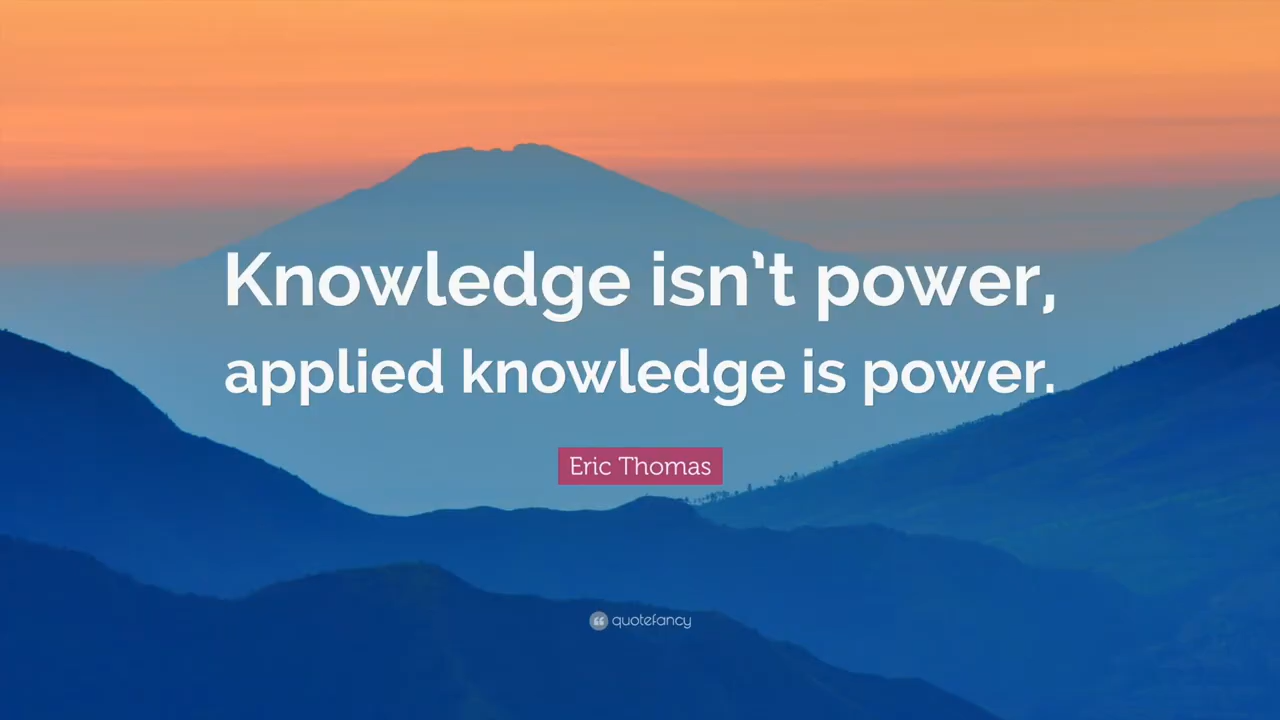 Knowledge isn’t power,
applied knowledge is power.
Eric Thomas
quotefancy